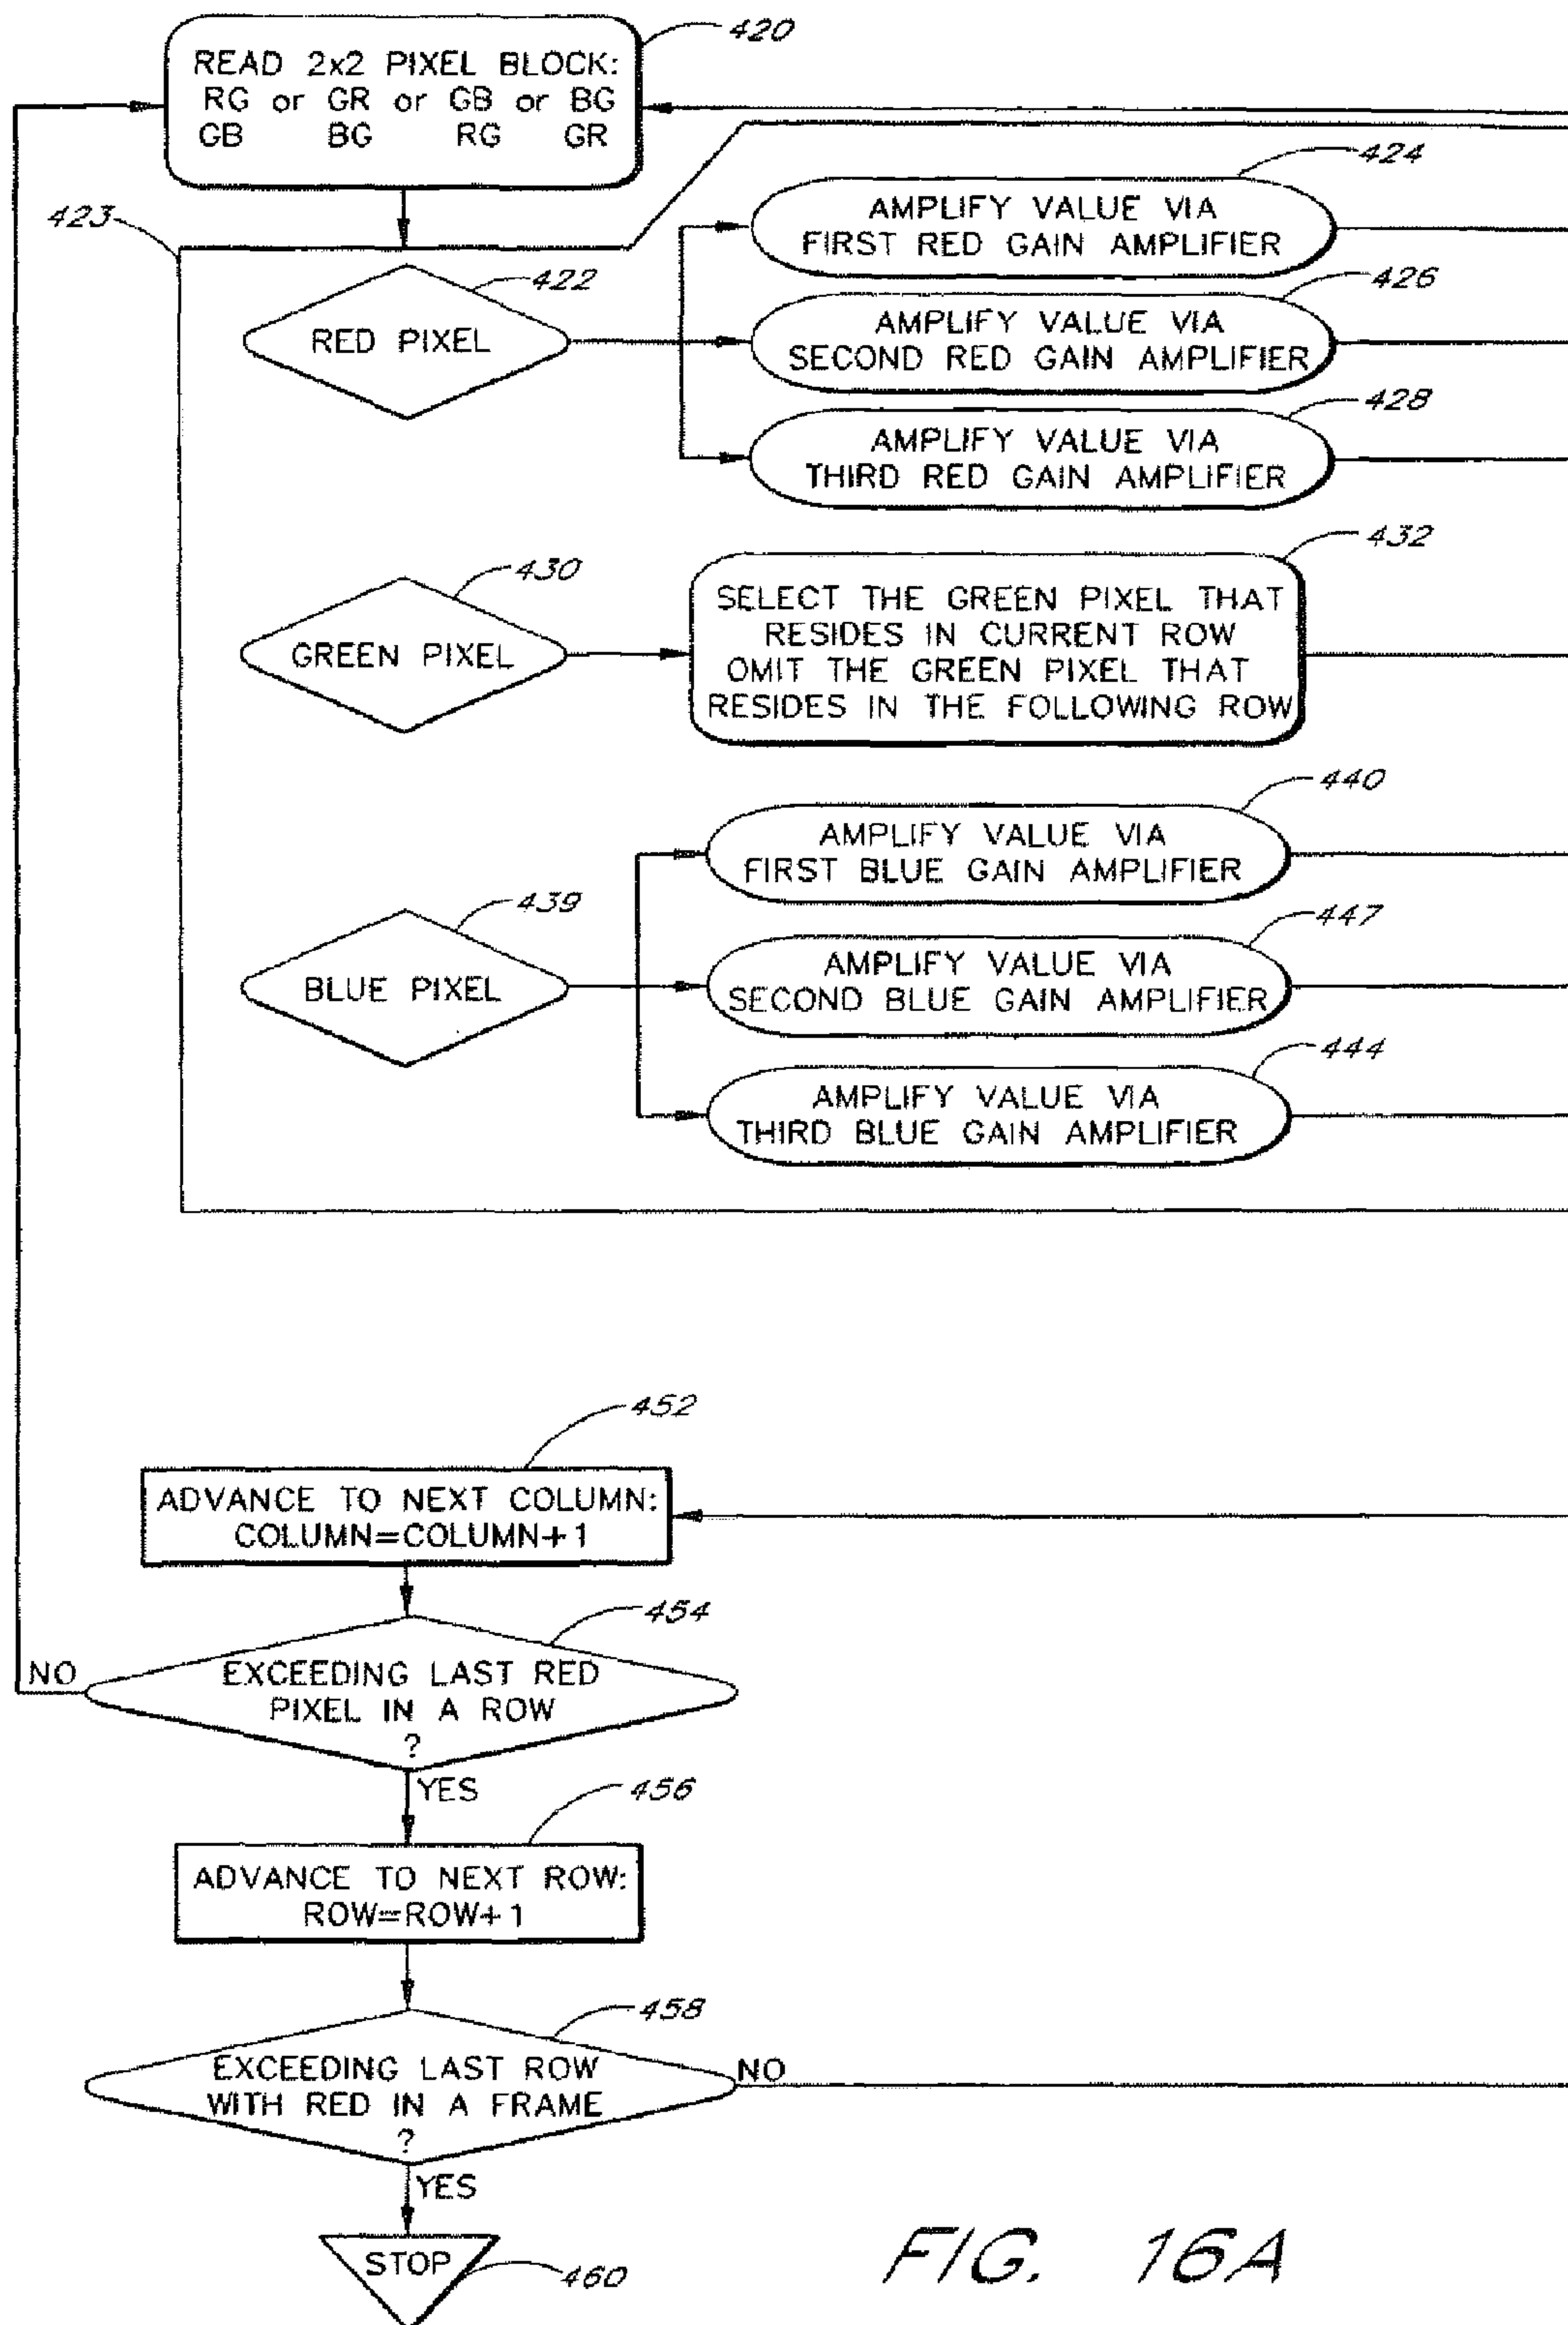 420
READ 2x2 PIXEL BLOCK:
RG or GR or GB or BG
GB BG RG GR
423
424
AMPLIFY VALUE VIA
FIRST RED GAIN AMPLIFIER
422
RED PIXEL
426
AMPLIFY VALUE VIA
SECOND RED GAIN AMPLIFIER
428
AMPLIFY VALUE VIA
THIRD RED GAIN AMPLIFIER
430
GREEN PIXEL
432
SELECT THE GREEN PIXEL THAT
RESIDES IN CURRENT ROW
OMIT THE GREEN PIXEL THAT
RESIDES IN THE FOLLOWING ROW
439
BLUE PIXEL
440
AMPLIFY VALUE VIA
FIRST BLUE GAIN AMPLIFIER
447
AMPLIFY VALUE VIA
SECOND BLUE GAIN AMPLIFIER
444
AMPLIFY VALUE VIA
THIRD BLUE GAIN AMPLIFIER
452
ADVANCE TO NEXT COLUMN:
COLUMN=COLUMN+1
454
EXCEEDING LAST RED
PIXEL IN A ROW
?
NO
YES
456
ADVANCE TO NEXT ROW:
ROW=ROW+1
458
EXCEEDING LAST ROW
WITH RED IN A FRAME
?
NO
YES
STOP
460
FIG. 16A